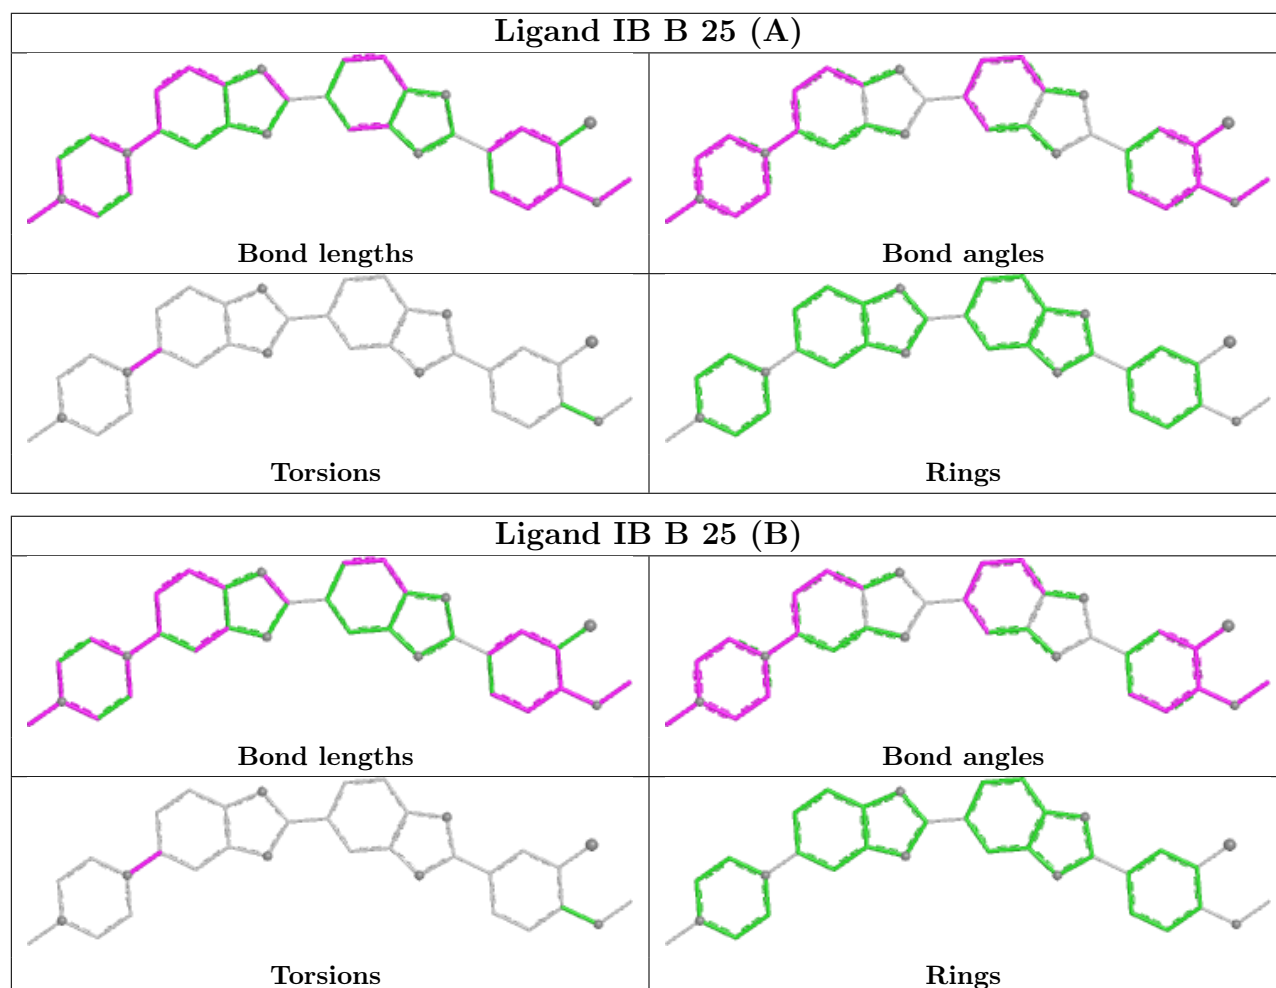 Ligand IB B 25 (A)
Bond lengths
Bond angles
Torsions
Rings
Ligand IB B 25 (B)
Bond lengths
Bond angles
Torsions
Rings